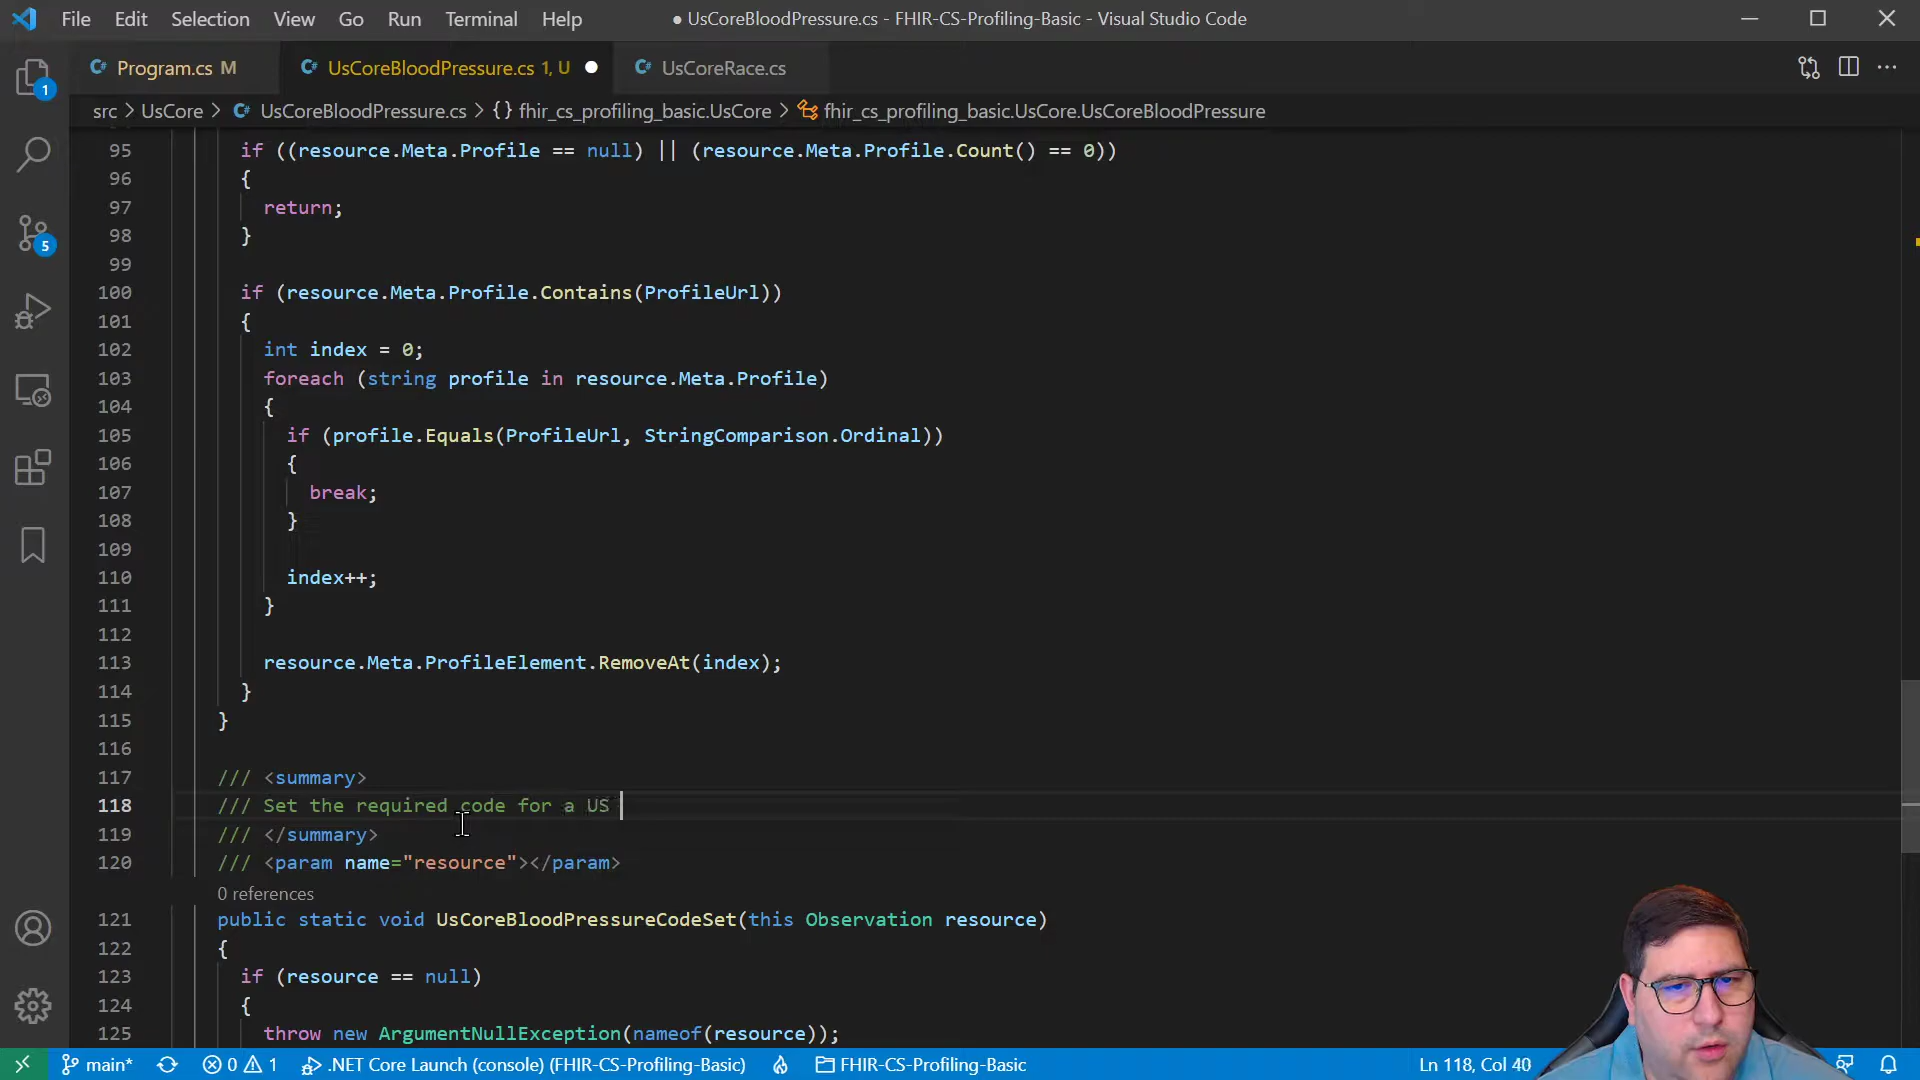 File Edit Selection View Go Run Terminal Help ● UsCoreBloodPressure.cs - FHIR-CS-Profiling-Basic - Visual Studio Code
Program.cs M UsCoreBloodPressure.cs 1, U UsCoreRace.cs
src > UsCore > UsCoreBloodPressure.cs > {} fhir_cs_profiling_basic.UsCore > fhir_cs_profiling_basic.UsCore.UsCoreBloodPressure
95 if ((resource.Meta.Profile == null) || (resource.Meta.Profile.Count() == 0))
96 {
97 return;
98 }
99
100 if (resource.Meta.Profile.Contains(ProfileUrl))
101 {
102 int index = 0;
103 foreach (string profile in resource.Meta.Profile)
104 {
105 if (profile.Equals(ProfileUrl, StringComparison.Ordinal))
106 {
107 break;
108 }
109
110 index++;
111 }
112
113 resource.Meta.ProfileElement.RemoveAt(index);
114 }
115 }
116
117 /// <summary>
118 /// Set the required code for a US
119 /// </summary>
120 /// <param name="resource"></param>
0 references
121 public static void UsCoreBloodPressureCodeSet(this Observation resource)
122 {
123 if (resource == null)
124 {
125 throw new ArgumentNullException(nameof(resource));
1
5
main* 0 1 .NET Core Launch (console) (FHIR-CS-Profiling-Basic) FHIR-CS-Profiling-Basic Ln 118, Col 40